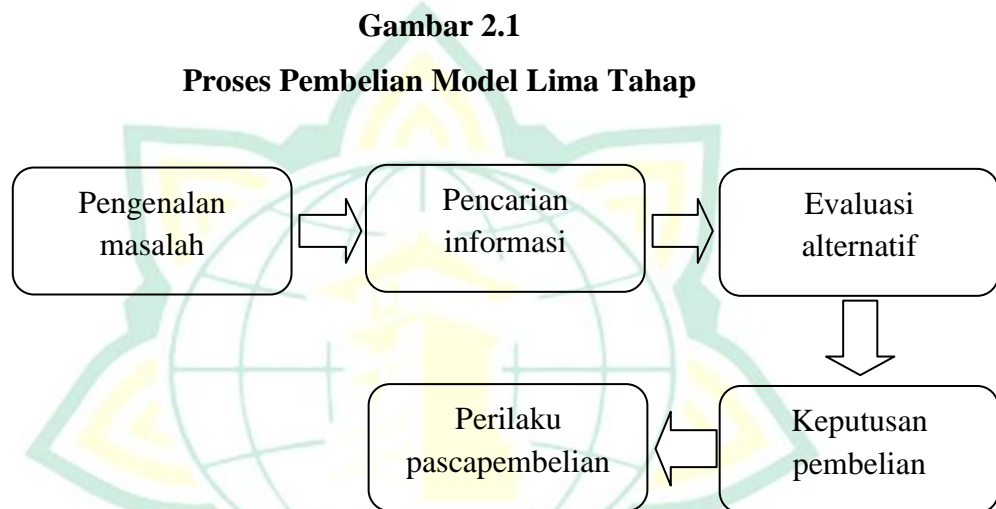 Gambar 2.1
Proses Pembelian Model Lima Tahap
Pengenalan
masalah
Pencarian
informasi
Evaluasi
alternatif
Keputusan
pembelian
Perilaku
pascapembelian